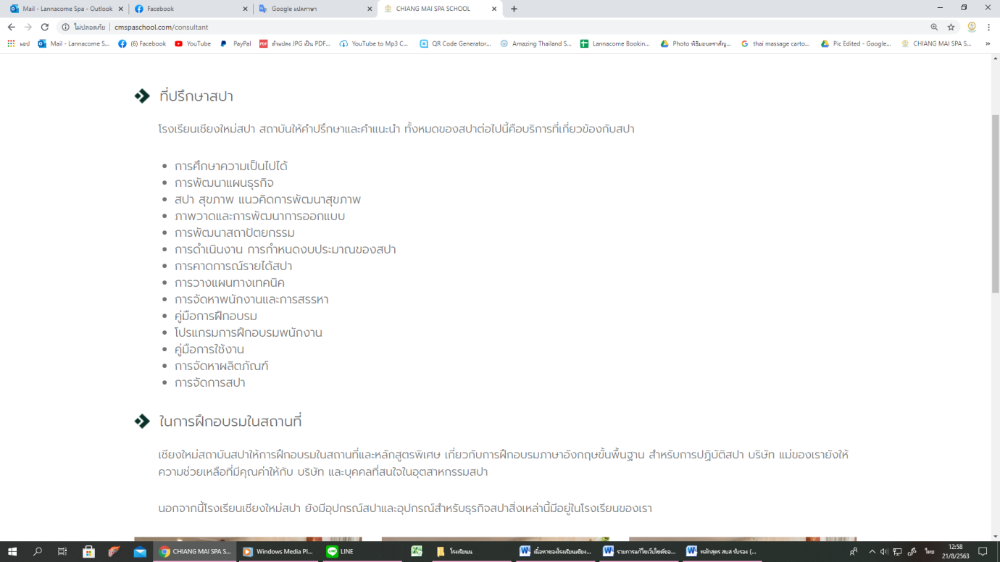 Mail - Lannacome Spa - Outlook
Facebook
Google แปลภาษา
CHIANG MAI SPA SCHOOL
ไม่ปลอดภัย | cmspaschool.com/consultant
แอป
Mail - Lannacome S...
(6) Facebook
YouTube
PayPal
ตัวแปลง JPG เป็น PDF...
YouTube to Mp3 C...
QR Code Generator...
Amazing Thailand S...
Lannacome Bookin...
Photo พิธีมอบตราสัญ...
thai massage carto...
Pic Edited - Google...
CHIANG MAI SPA S...
ที่ปรึกษาสปา
โรงเรียนเชียงใหม่สปา สถาบันให้คำปรึกษาและคำแนะนำ ทั้งหมดของสปาต่อไปนี้คือบริการที่เกี่ยวข้องกับสปา
• การศึกษาความเป็นไปได้
• การพัฒนาแผนธุรกิจ
• สปา สุขภาพ แนวคิดการพัฒนาสุขภาพ
• ภาพวาดและการพัฒนาการออกแบบ
• การพัฒนาสถาปัตยกรรม
• การดำเนินงาน การกำหนดงบประมาณของสปา
• การคาดการณ์รายได้สปา
• การวางแผนทางเทคนิค
• การจัดหาพนักงานและการสรรหา
• คู่มือการฝึกอบรม
• โปรแกรมการฝึกอบรมพนักงาน
• คู่มือการใช้งาน
• การจัดหาผลิตภัณฑ์
• การจัดการสปา
ในการฝึกอบรมในสถานที่
เชียงใหม่สถาบันสปาให้การฝึกอบรมในสถานที่และหลักสูตรพิเศษ เกี่ยวกับการฝึกอบรมภาษาอังกฤษขั้นพื้นฐาน สำหรับการปฏิบัติสปา บริษัท แม่ของเรายังให้
ความช่วยเหลือที่มีคุณค่าให้กับ บริษัท และบุคคลที่สนใจในอุตสาหกรรมสปา
นอกจากนี้โรงเรียนเชียงใหม่สปา ยังมีอุปกรณ์สปาและอุปกรณ์สำหรับธุรกิจสปาสิ่งเหล่านี้มีอยู่ในโรงเรียนของเรา
CHIANG MAI SPA S...
Windows Media Pl...
LINE
โรงเรียนน
เนื้อหาของโรงเรียนเชียง...
รายการแก้ไขเว็บไซต์ของ...
หลักสูตร สบส รับรอง (...
ไทย
12:58
21/8/2563